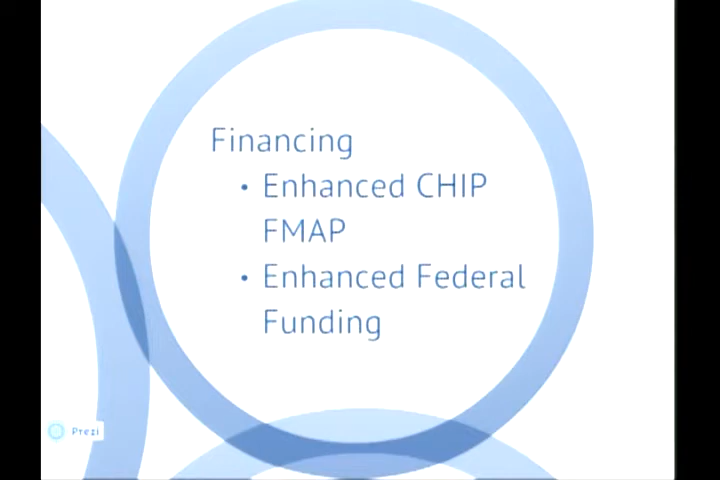 Financing
• Enhanced CHIP
FMAP
• Enhanced Federal
Funding
Prezi